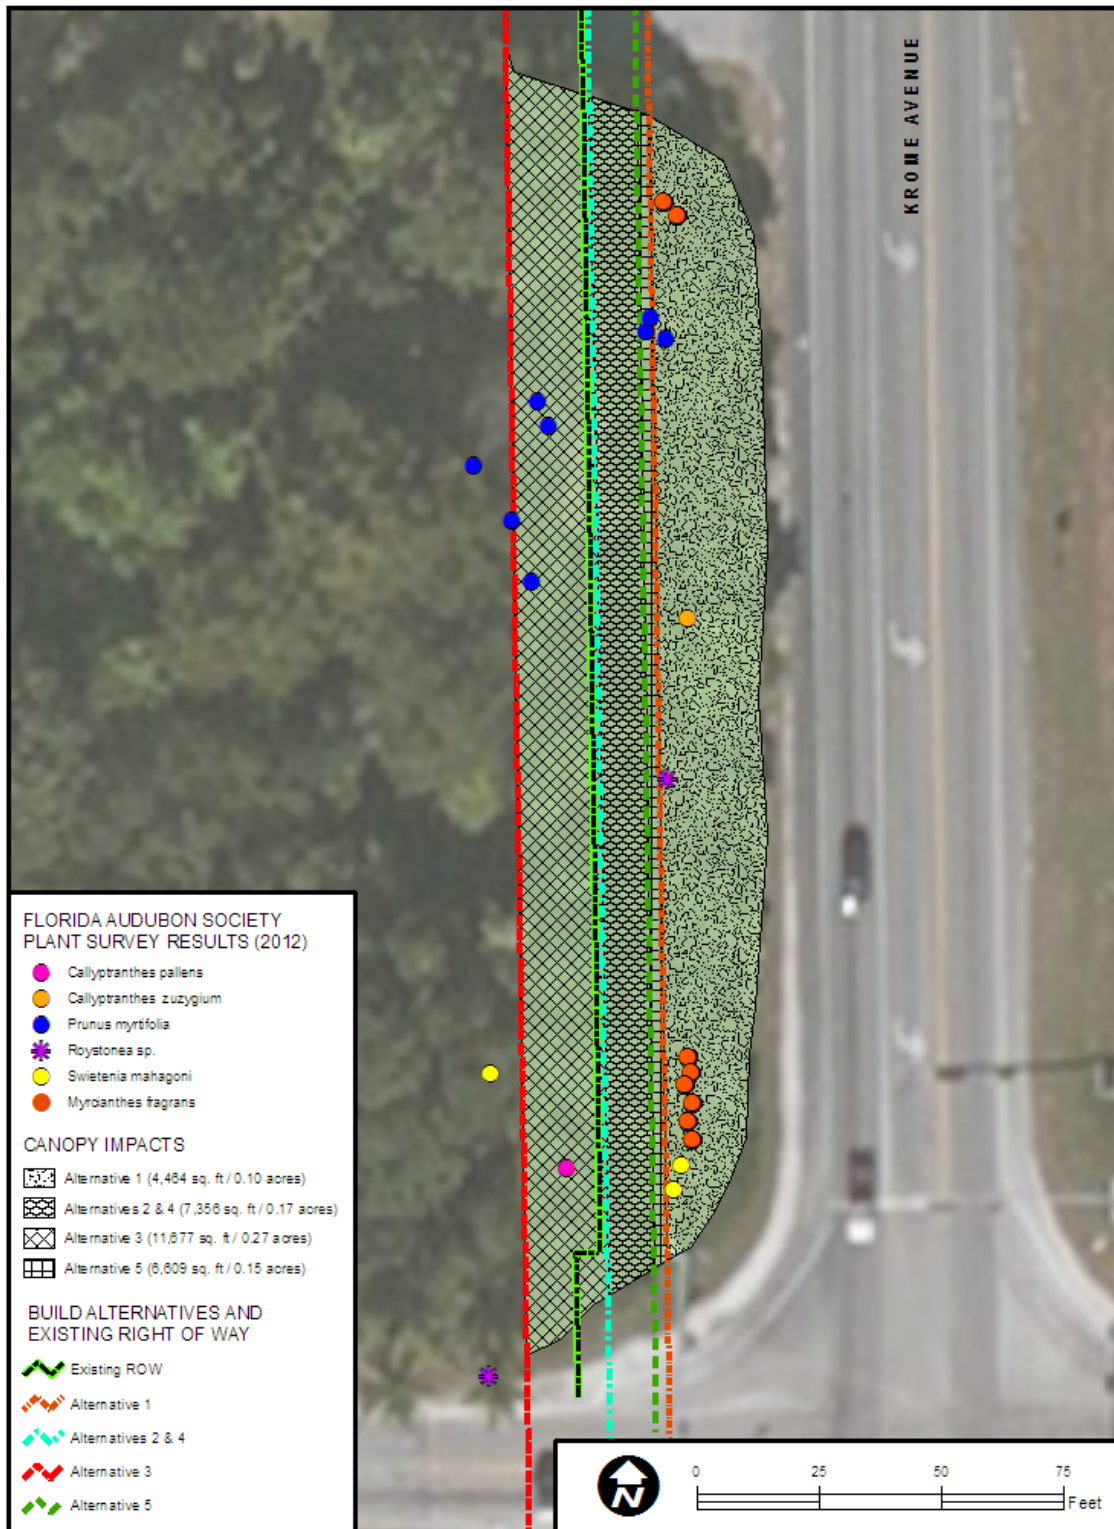 KROME AVENUE
FLORIDA AUDUBON SOCIETY
PLANT SURVEY RESULTS (2012)
Callyptranthes pallens
Callyptranthes zuzygium
Prunus myrtifolia
Roystonea sp.
Swietenia mahagoni
Myrcianthes fragrans
CANOPY IMPACTS
Alternative 1 (4,464 sq. ft / 0.10 acres)
Alternatives 2 & 4 (7,356 sq. ft / 0.17 acres)
Alternative 3 (11,677 sq. ft / 0.27 acres)
Alternative 5 (6,609 sq. ft / 0.15 acres)
BUILD ALTERNATIVES AND
EXISTING RIGHT OF WAY
Existing ROW
Alternative 1
Alternatives 2 & 4
Alternative 3
Alternative 5
N
0 25 50 75
Feet